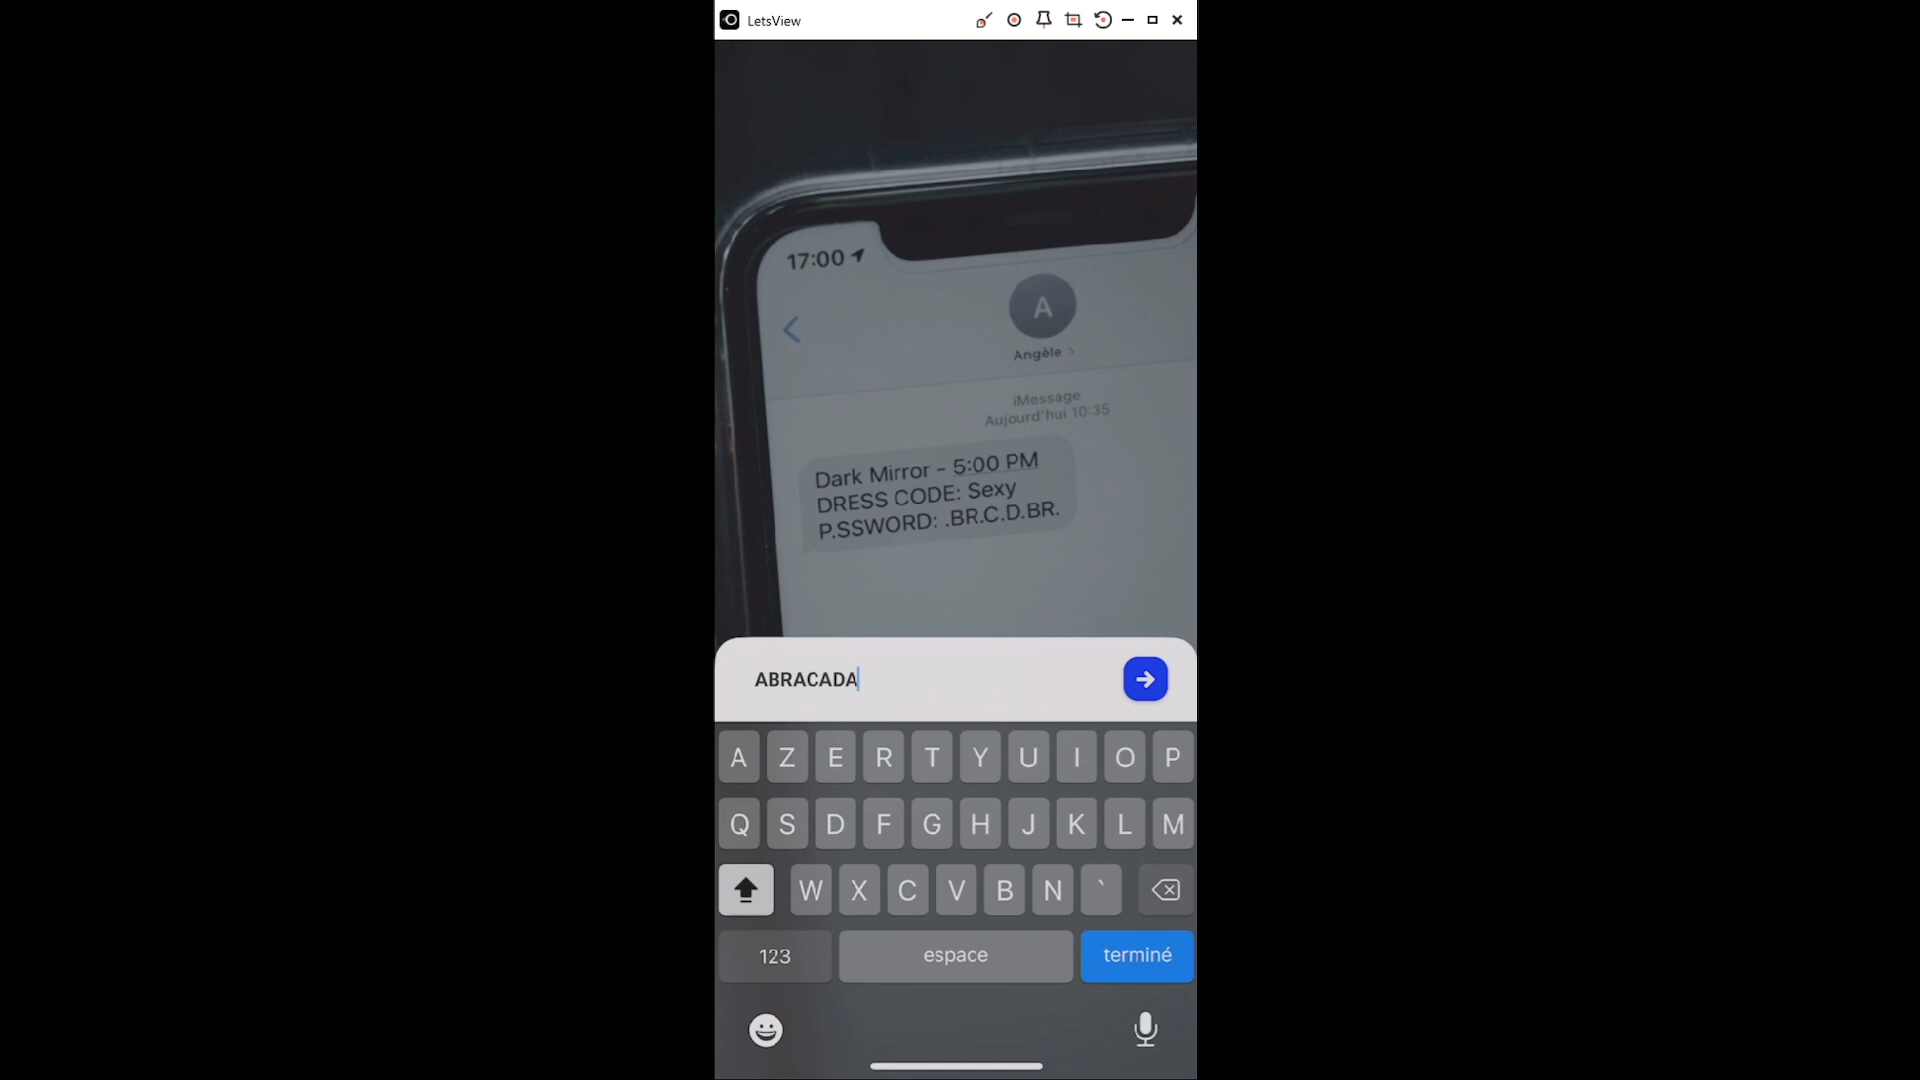 LetsView
17:00
A
Angèle >
iMessage
Aujourd'hui 10:35
Dark Mirror - 5:00 PM
DRESS CODE: Sexy
P.SSWORD: .BR.C.D.BR.
ABRACADA
A Z E R T Y U I O P
Q S D F G H J K L M
W X C V B N `
123 espace terminé